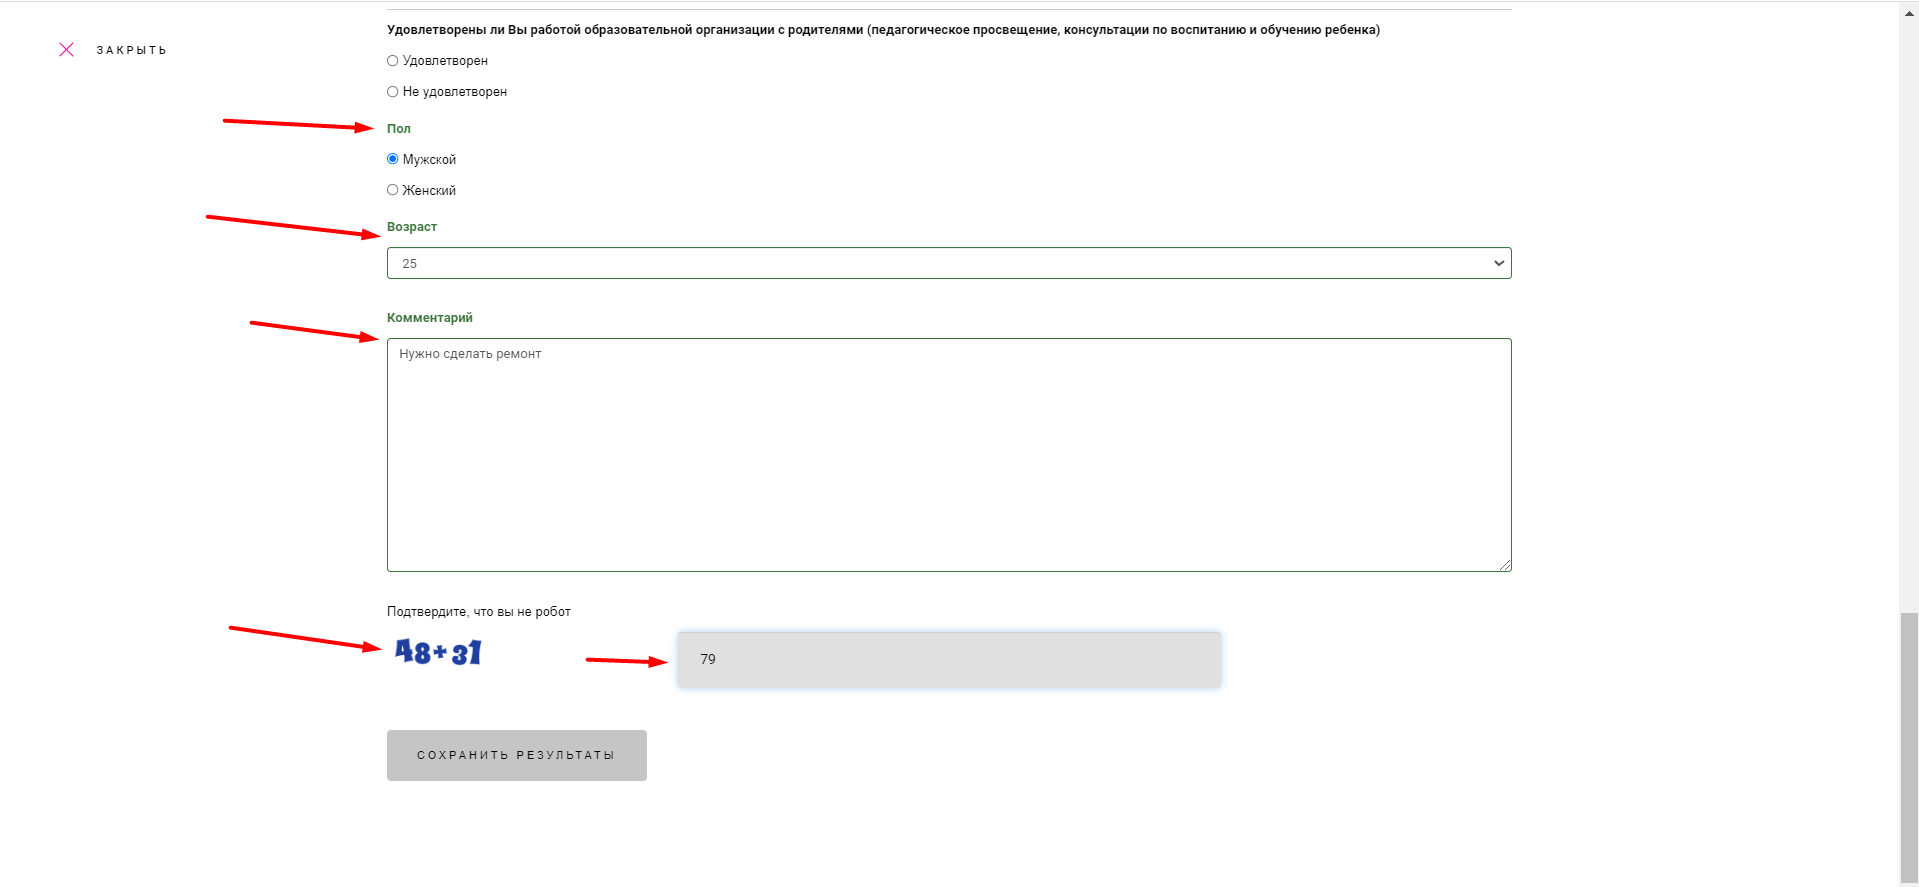 Удовлетворены ли Вы работой образовательной организации с родителями (педагогическое просвещение, консультации по воспитанию и обучению ребенка)
ЗАКРЫТЬ
Удовлетворен
Не удовлетворен
Пол
Мужской
Женский
Возраст
25
Комментарий
Нужно сделать ремонт
Подтвердите, что вы не робот
48+31
79
СОХРАНИТЬ РЕЗУЛЬТАТЫ